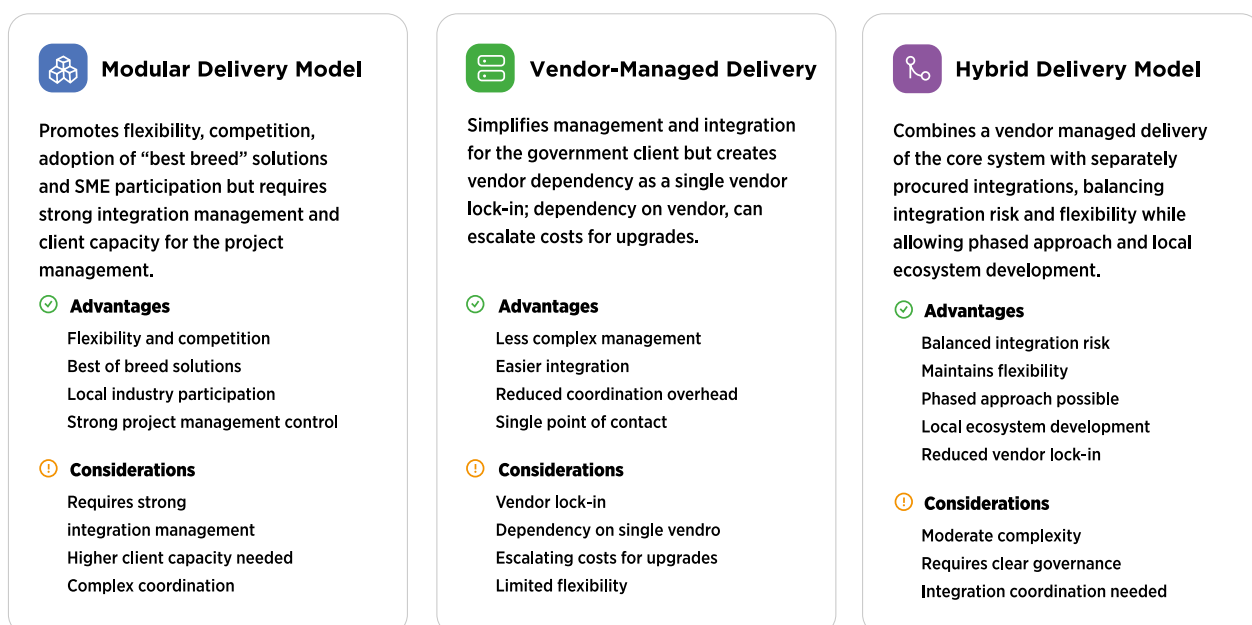 Modular Delivery Model
Promotes flexibility, competition,
adoption of “best breed” solutions
and SME participation but requires
strong integration management and
client capacity for the project
management.
Advantages
Flexibility and competition
Best of breed solutions
Local industry participation
Strong project management control
Considerations
Requires strong
integration management
Higher client capacity needed
Complex coordination
Vendor-Managed Delivery
Simplifies management and integration
for the government client but creates
vendor dependency as a single vendor
lock-in; dependency on vendor, can
escalate costs for upgrades.
Advantages
Less complex management
Easier integration
Reduced coordination overhead
Single point of contact
Considerations
Vendor lock-in
Dependency on single vendro
Escalating costs for upgrades
Limited flexibility
Hybrid Delivery Model
Combines a vendor managed delivery
of the core system with separately
procured integrations, balancing
integration risk and flexibility while
allowing phased approach and local
ecosystem development.
Advantages
Balanced integration risk
Maintains flexibility
Phased approach possible
Local ecosystem development
Reduced vendor lock-in
Considerations
Moderate complexity
Requires clear governance
Integration coordination needed